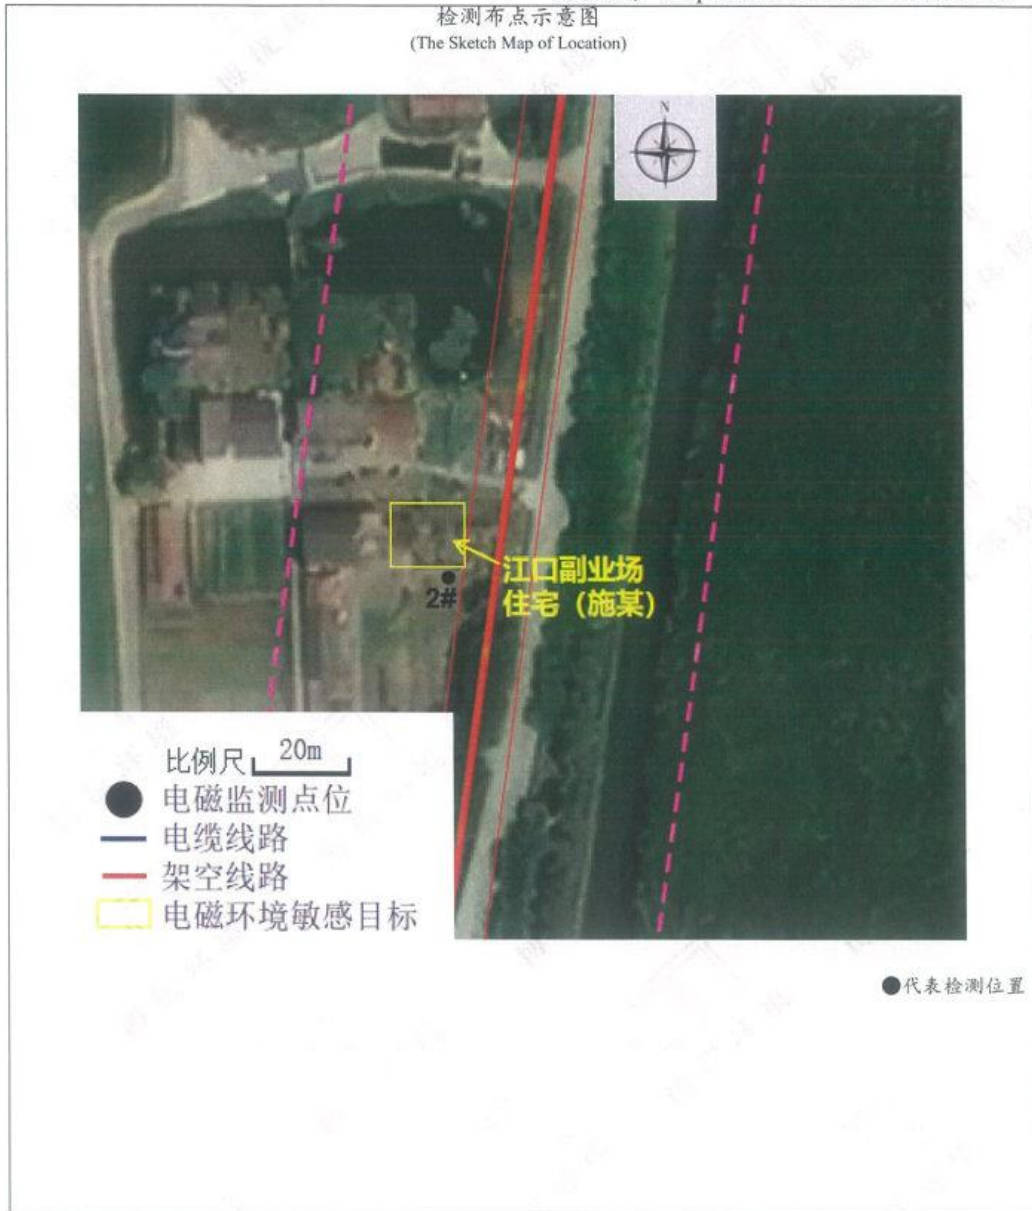 检测布点示意图
(The Sketch Map of Location)
N
江口副业场
住宅（施某）
2#
比例尺 20m
电磁监测点位
电缆线路
架空线路
电磁环境敏感目标
●代表检测位置